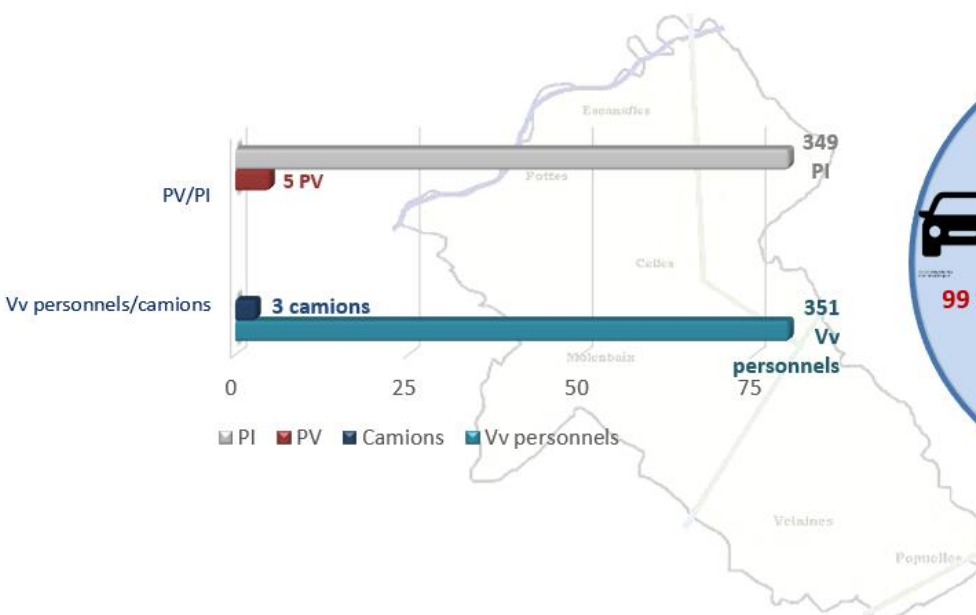 Escanaffles
349
PI
5 PV
PV/PI
Pottes
Celles
99
Vv personnels/camions
3 camions
351
Vv
personnels
Molenbaix
0 25 50 75
PI PV Camions Vv personnels
Velaines
Popuelles